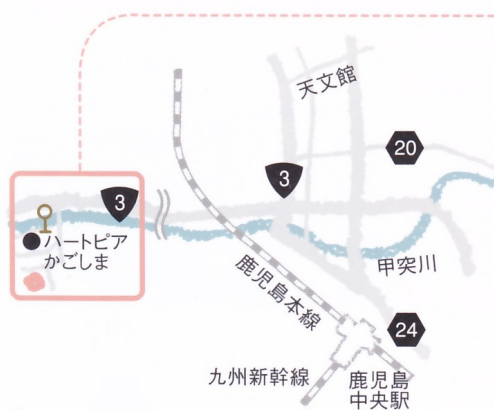 天文館
20
3
3
ハートピア
かごしま
甲突川
鹿児島本線
24
九州新幹線
鹿児島
中央駅